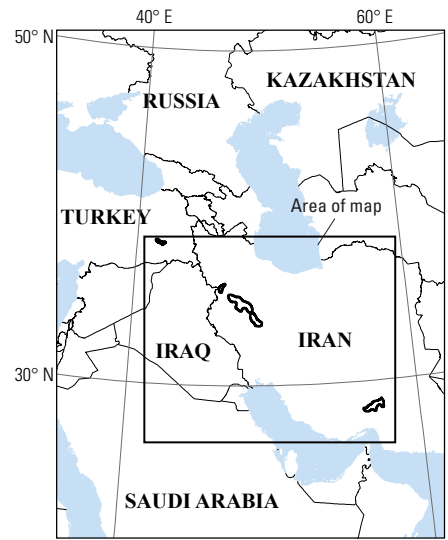 40° E
60° E
50° N
KAZAKHSTAN
RUSSIA
TURKEY
Area of map
IRAQ
IRAN
30° N
SAUDI ARABIA